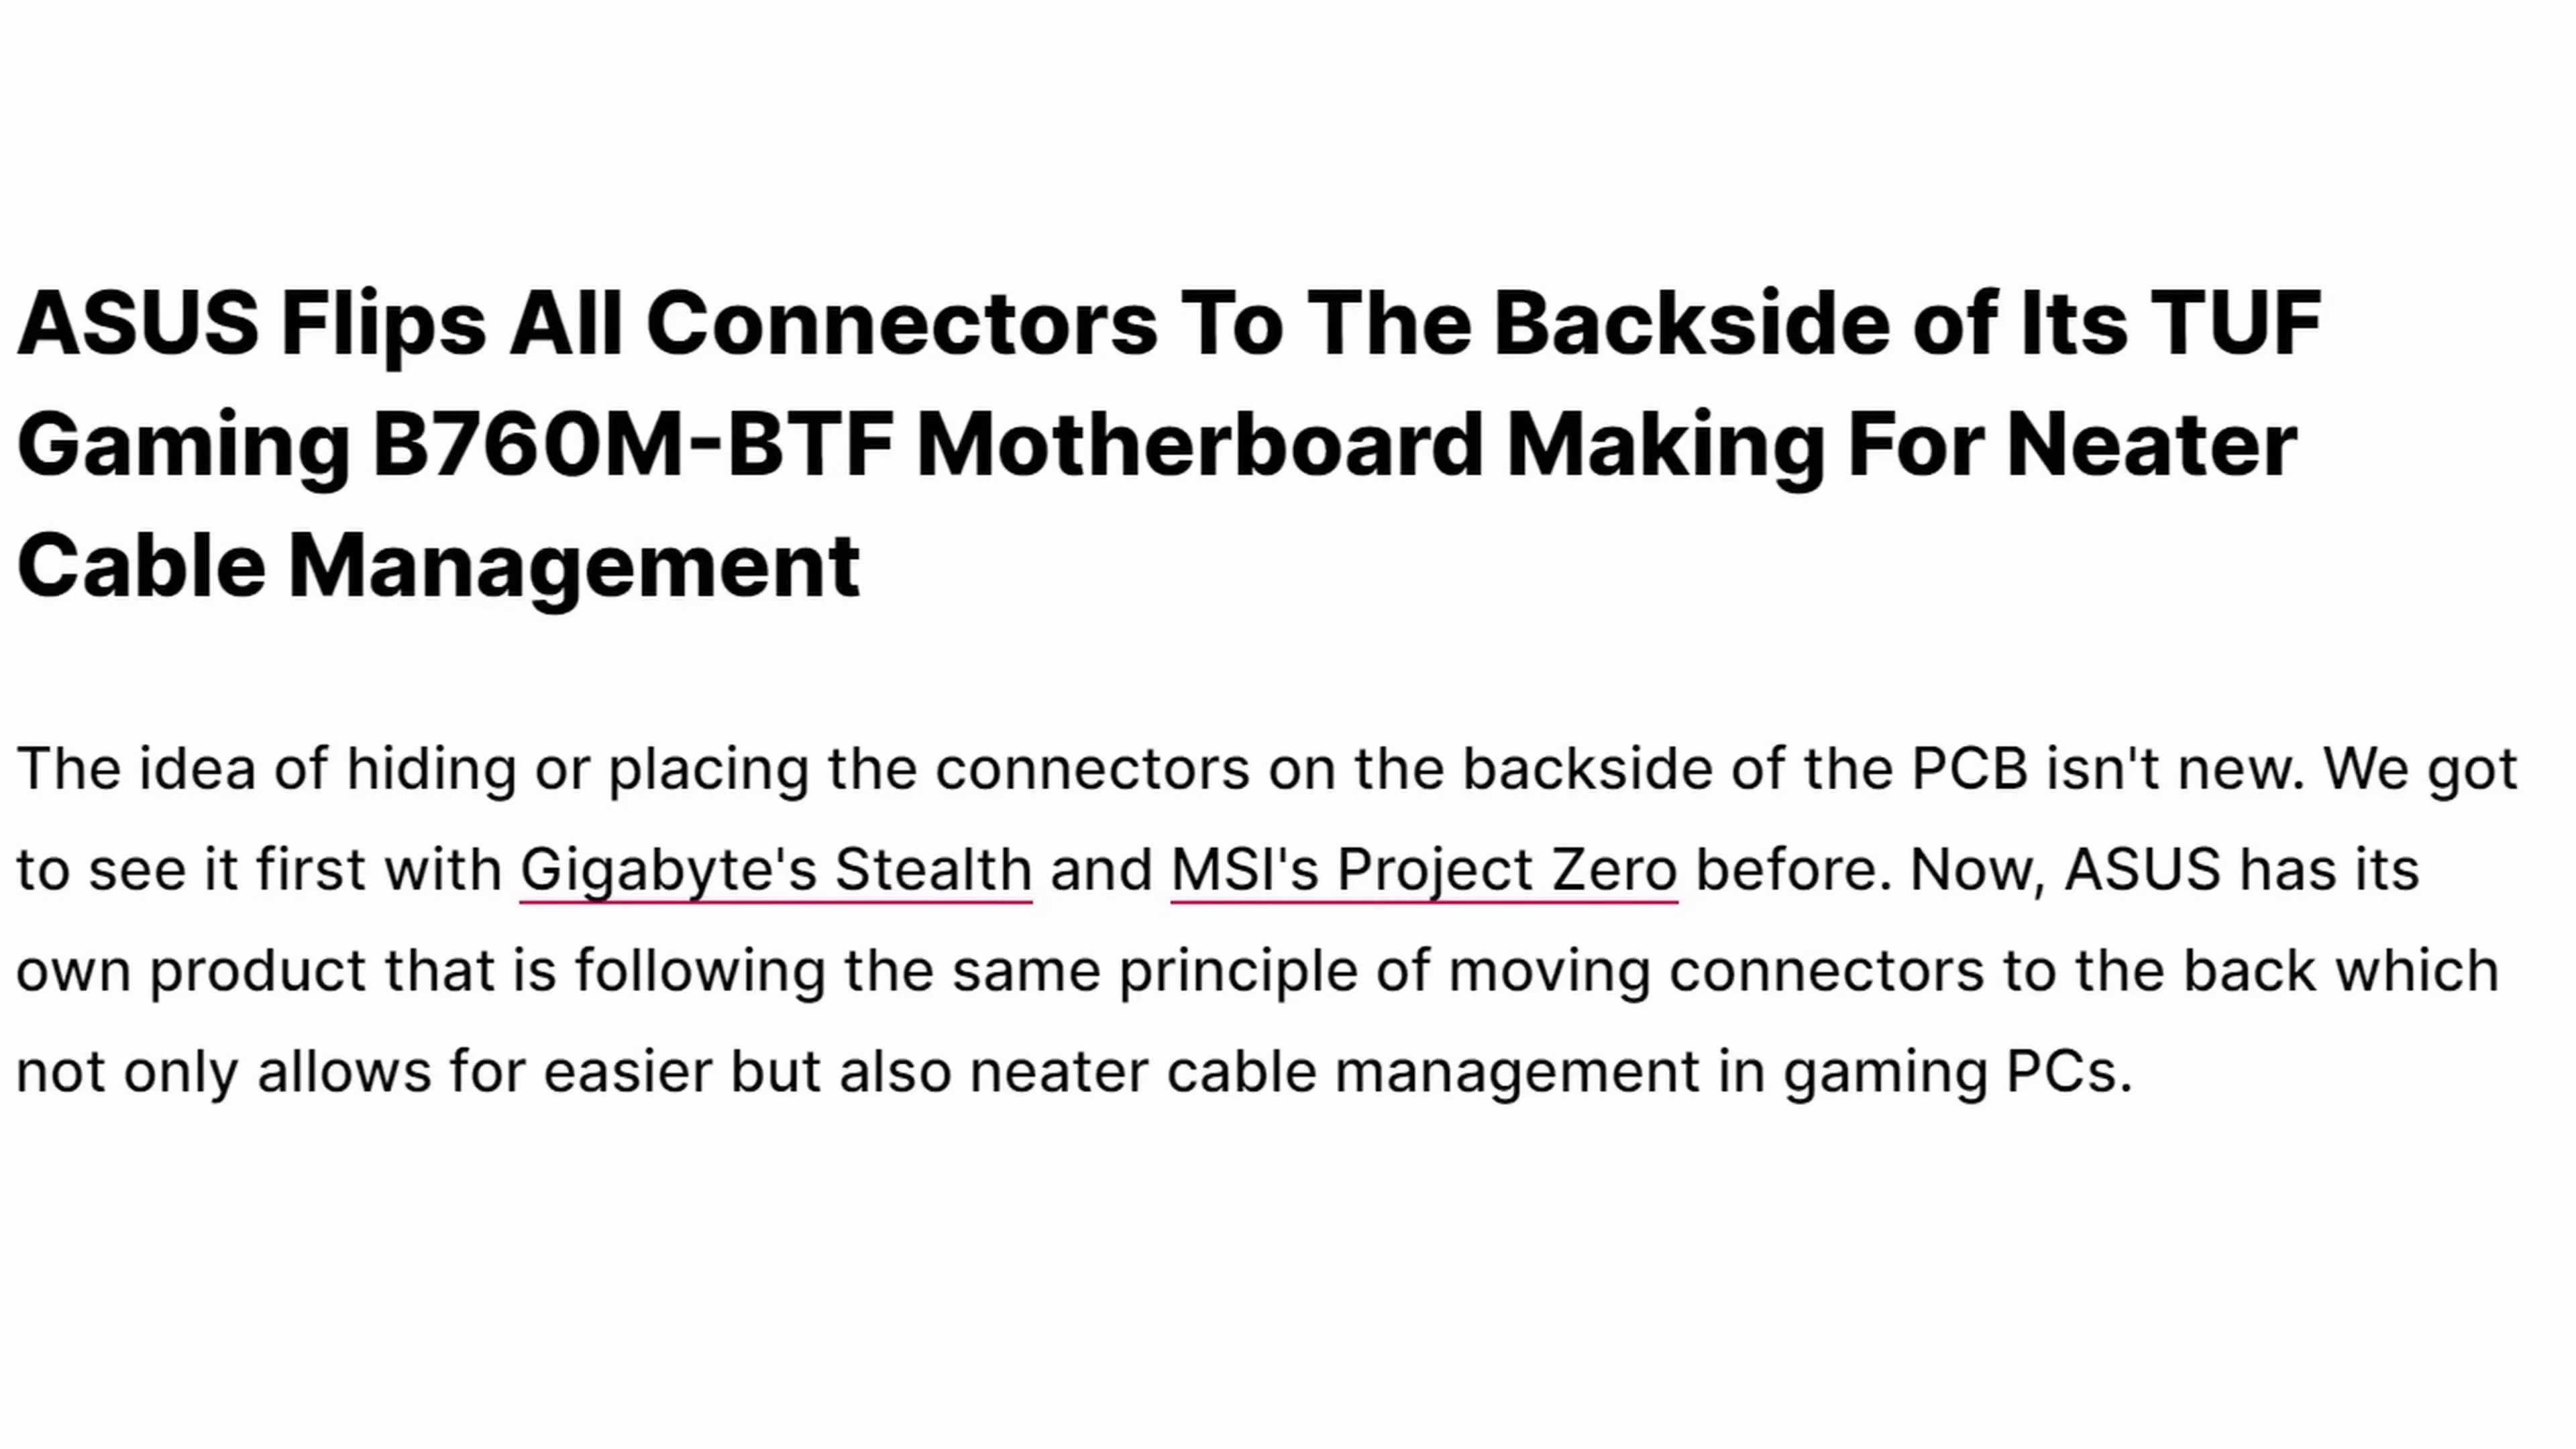 ASUS Flips All Connectors To The Backside of Its TUF
Gaming B760M-BTF Motherboard Making For Neater
Cable Management
The idea of hiding or placing the connectors on the backside of the PCB isn't new. We got
to see it first with Gigabyte's Stealth and MSI's Project Zero before. Now, ASUS has its
own product that is following the same principle of moving connectors to the back which
not only allows for easier but also neater cable management in gaming PCs.